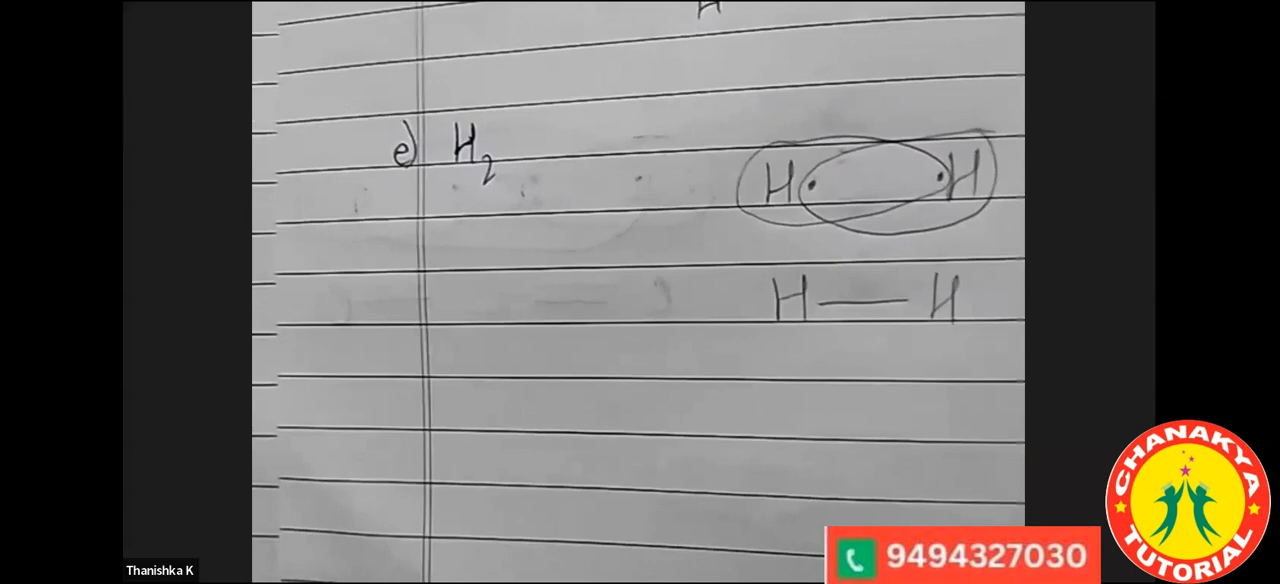 e) H₂
H• •H
H — H
Thanishka K
9494327030
CHANAKYA
TUTORIAL